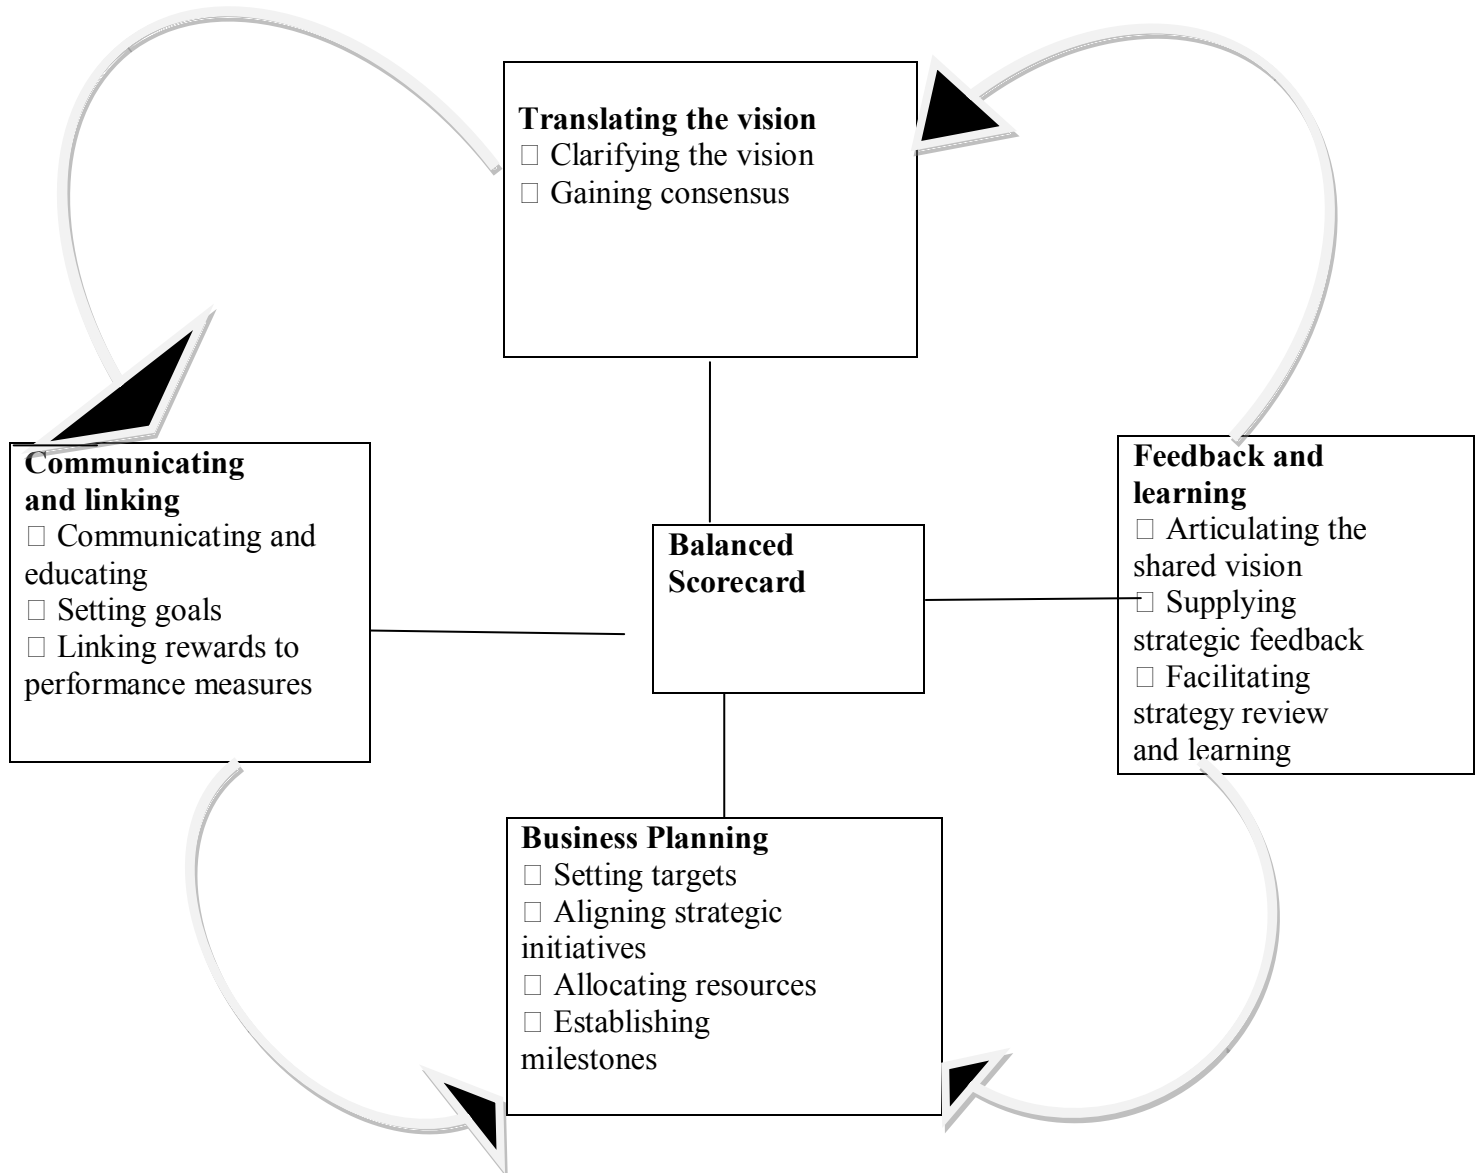 Translating the vision
□ Clarifying the vision
□ Gaining consensus
Communicating
and linking
□ Communicating and
educating
□ Setting goals
□ Linking rewards to
performance measures
Balanced
Scorecard
Feedback and
learning
□ Articulating the
shared vision
□ Supplying
strategic feedback
□ Facilitating
strategy review
and learning
Business Planning
□ Setting targets
□ Aligning strategic
initiatives
□ Allocating resources
□ Establishing
milestones